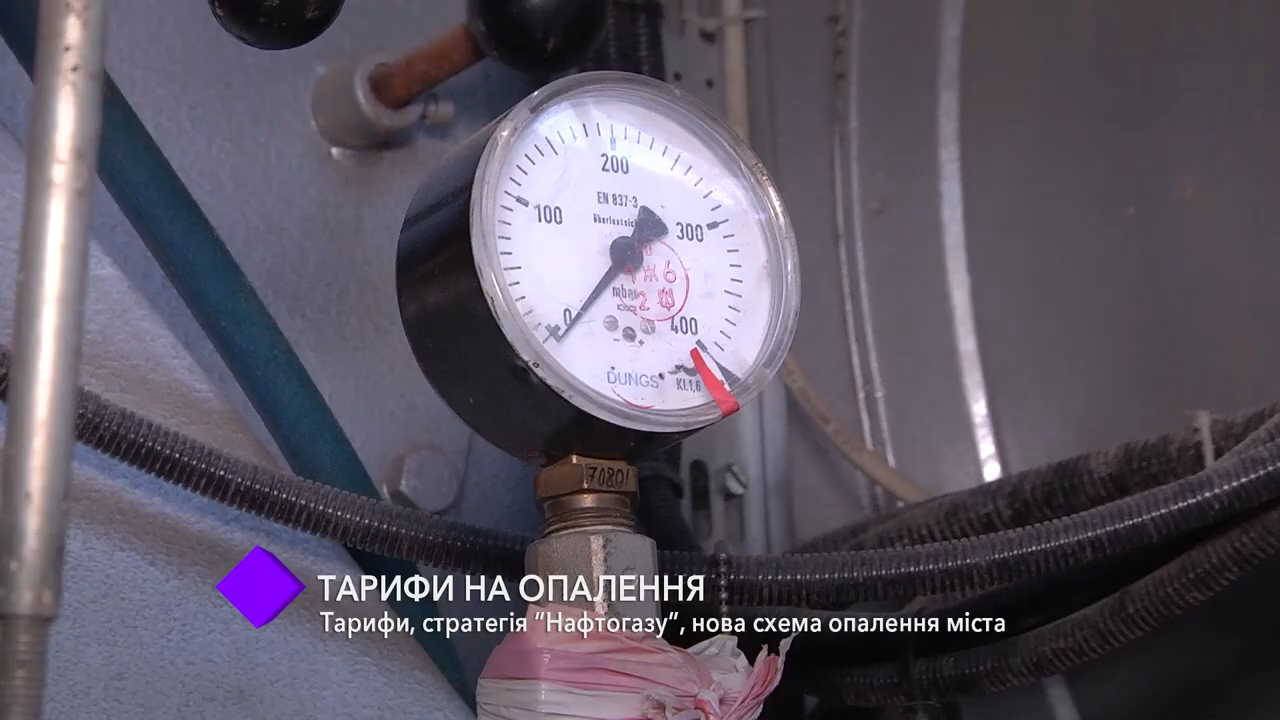 200
EN 837-3
100
300
mbar
0
400
DUNGS
Kl.1,6
70801
ТАРИФИ НА ОПАЛЕННЯ
Тарифи, стратегія “Нафтогазу”, нова схема опалення міста